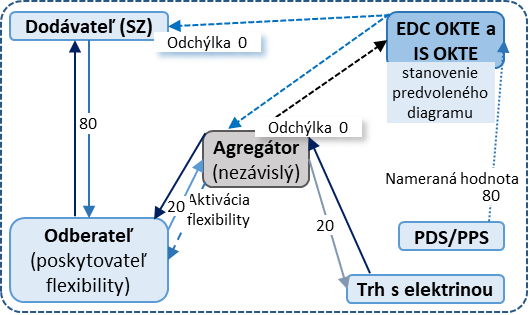 Dodávateľ (SZ)
Odchýlka 0
EDC OKTE a
IS OKTE
stanovenie
predvoleného
diagramu
80
Odchýlka 0
Agregátor
(nezávislý)
Aktivácia
flexibility
20
20
Nameraná hodnota
80
Odberateľ
(poskytovateľ
flexibility)
PDS/PPS
Trh s elektrinou